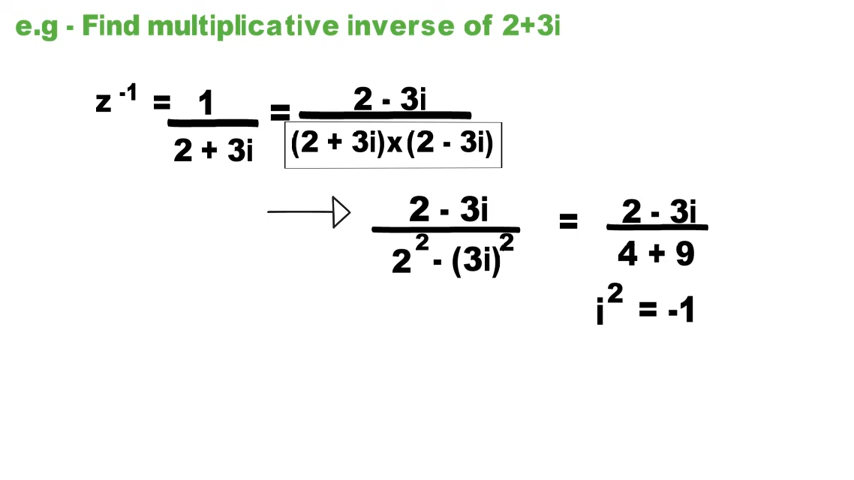 e.g - Find multiplicative inverse of 2+3i
z⁻¹ = 1 / 2 + 3i = 2 - 3i / (2 + 3i)x(2 - 3i)
2 - 3i / 2² - (3i)² = 2 - 3i / 4 + 9
i² = -1